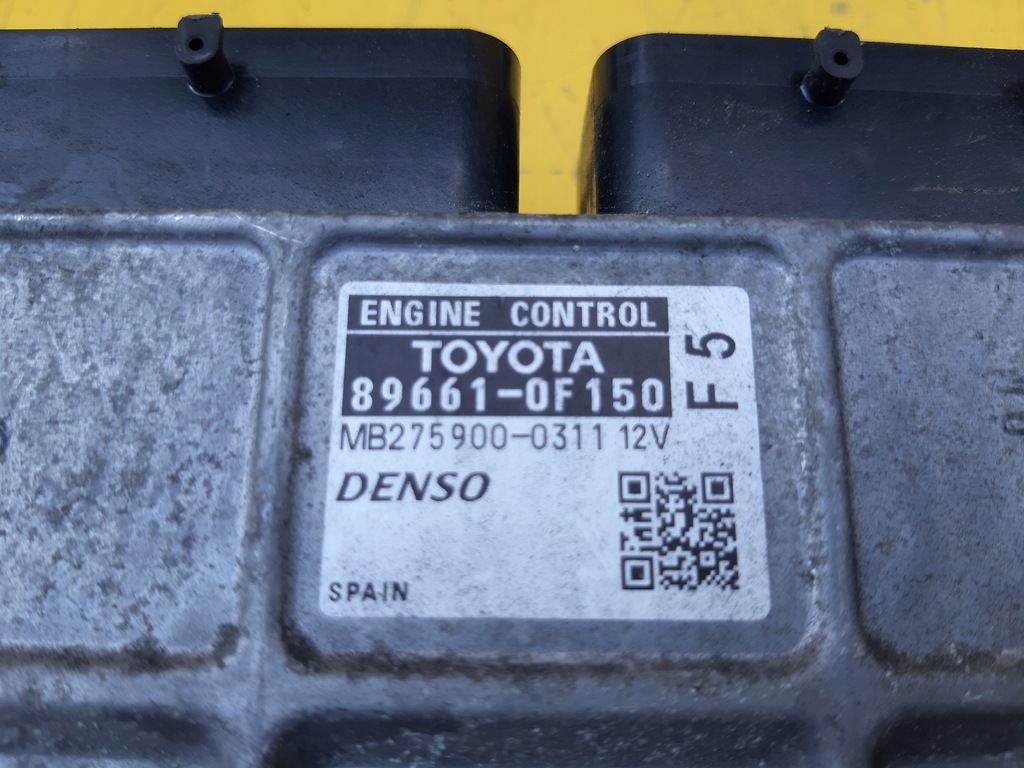 ENGINE CONTROL
TOYOTA
89661-0F150
F5
MB275900-0311 12V
DENSO
SPAIN